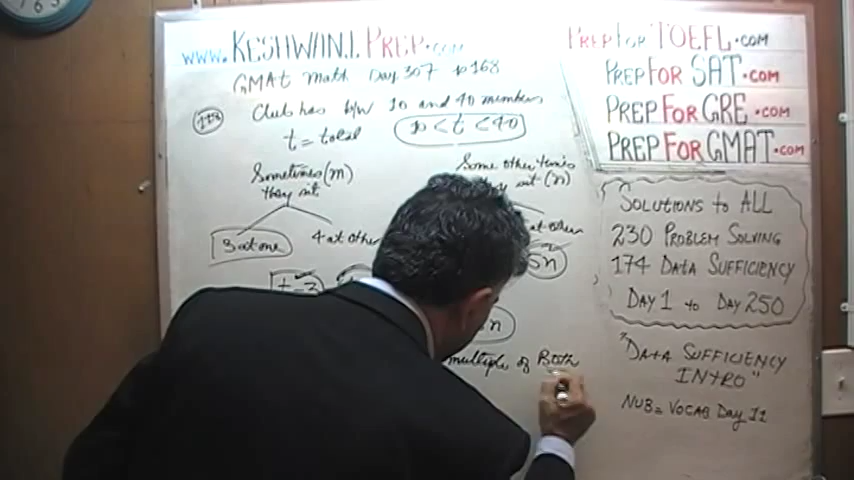 www.KESHWANI.PREP.com
GMAT math Day 307 to 168
178
Club has b/w 10 and 40 members
t = total
10 < t < 40
Sometimes (m)
they sit
3 at one
4 at other
t - 3
Some other times
they sit (n)
at other
5n
n
multiple of Both
PREP FOR TOEFL.COM
PREP FOR SAT.COM
PREP FOR GRE.COM
PREP FOR GMAT.COM
SOLUTIONS to ALL
230 PROBLEM SOLVING
174 DATA SUFFICIENCY
DAY 1 to DAY 250
"DATA SUFFICIENCY
INTRO"
NUB = VOCAB Day 11